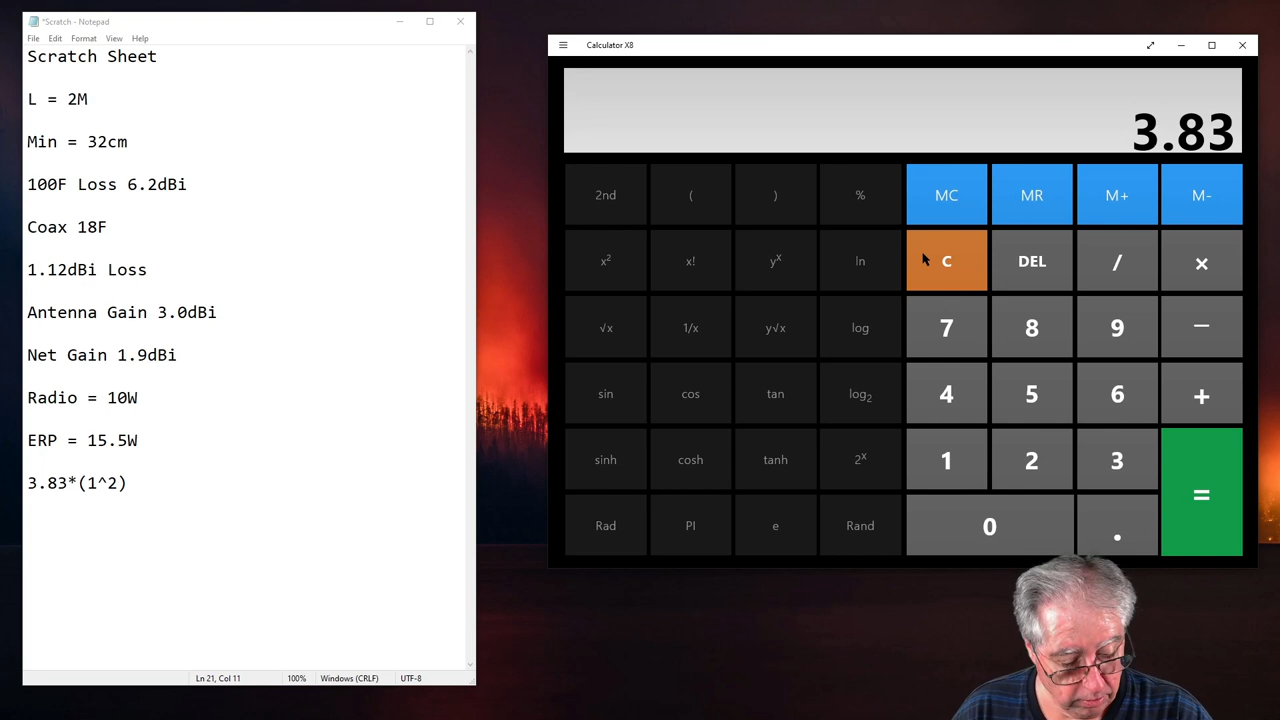 *Scratch - Notepad
File Edit Format View Help
Scratch Sheet
L = 2M
Min = 32cm
100F Loss 6.2dBi
Coax 18F
1.12dBi Loss
Antenna Gain 3.0dBi
Net Gain 1.9dBi
Radio = 10W
ERP = 15.5W
3.83*(1^2)
Ln 21, Col 11 100% Windows (CRLF) UTF-8
Calculator X8
3.83
2nd ( ) % MC MR M+ M-
x² x! yˣ ln C DEL / ×
√x 1/x y√x log 7 8 9 −
sin cos tan log₂ 4 5 6 +
sinh cosh tanh 2ˣ 1 2 3 =
Rad PI e Rand 0 .